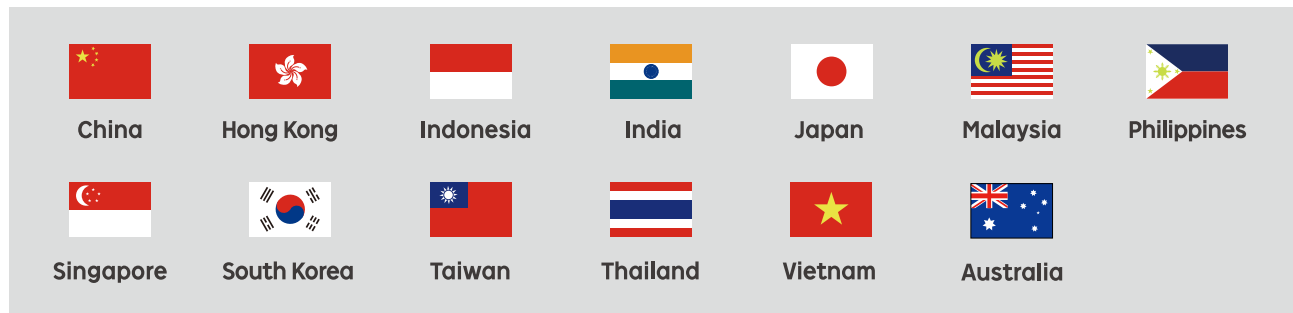 China Hong Kong Indonesia India Japan Malaysia Philippines
Singapore South Korea Taiwan Thailand Vietnam Australia